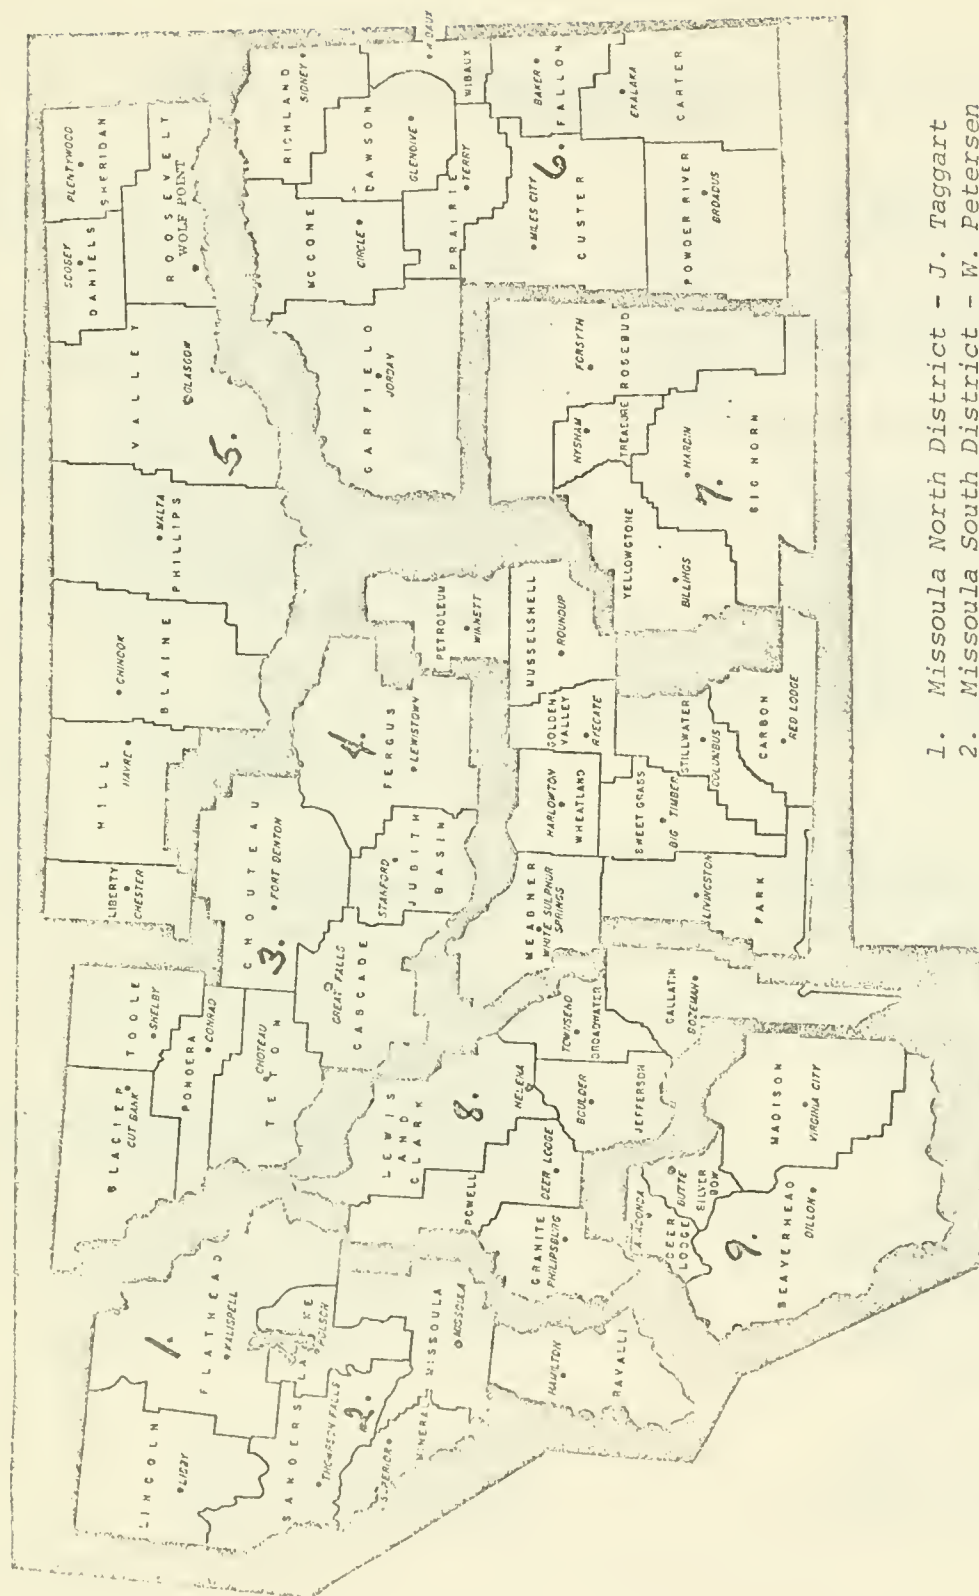 LINCOLN
LIBBY
FLATHEAD
1.
KALISPELL
SANDERS
THOMPSON FALLS
2.
LAKE
POLSON
SUPERIOR
MINERAL
MISSOULA
MISSOULA
HAMILTON
RAVALLI
GLACIER
CUT BANK
TOOLE
SHELBY
PONDERA
CONRAD
CHOTEAU
TETON
LIBERTY
CHESTER
HILL
HAVRE
CHOUTEAU
3.
FORT BENTON
GREAT FALLS
CASCADE
LEWIS
AND
CLARK
8.
HELENA
POWELL
DEER LODGE
GRANITE
PHILIPSBURG
ANACONDA
DEER
LODGE
BUTTE
SILVER
BOW
BOULDER
JEFFERSON
TOWNSEND
BROADWATER
9.
BEAVERHEAD
DILLON
MADISON
VIRGINIA CITY
GALLATIN
BOZEMAN
MEAGHER
WHITE SULPHUR
SPRINGS
STANFORD
JUDITH
BASIN
4.
FERGUS
LEWISTOWN
PETROLEUM
WINNETT
HARLOWTON
WHEATLAND
GOLDEN
VALLEY
RYEGATE
MUSSELSHELL
ROUNDUP
LIVINGSTON
PARK
SWEET GRASS
BIG TIMBER
STILLWATER
COLUMBUS
CARBON
RED LODGE
CHINOOK
BLAINE
MALTA
PHILLIPS
VALLEY
GLASGOW
5.
SCOBEY
DANIELS
PLENTYWOOD
SHERIDAN
ROOSEVELT
WOLF POINT
RICHLAND
SIDNEY
MCCONE
CIRCLE
DAWSON
GLENDIVE
WIBAUX
GARFIELD
JORDAN
PRAIRIE
TERRY
MILES CITY
CUSTER
6.
BAKER
FALLON
EKALAKA
CARTER
POWDER RIVER
BROADUS
YELLOWSTONE
BILLINGS
HYSHAM
TREASURE
FORSYTH
ROSEBUD
HARDIN
7.
BIG HORN
1. Missoula North District - J. Taggart
2. Missoula South District - W. Petersen